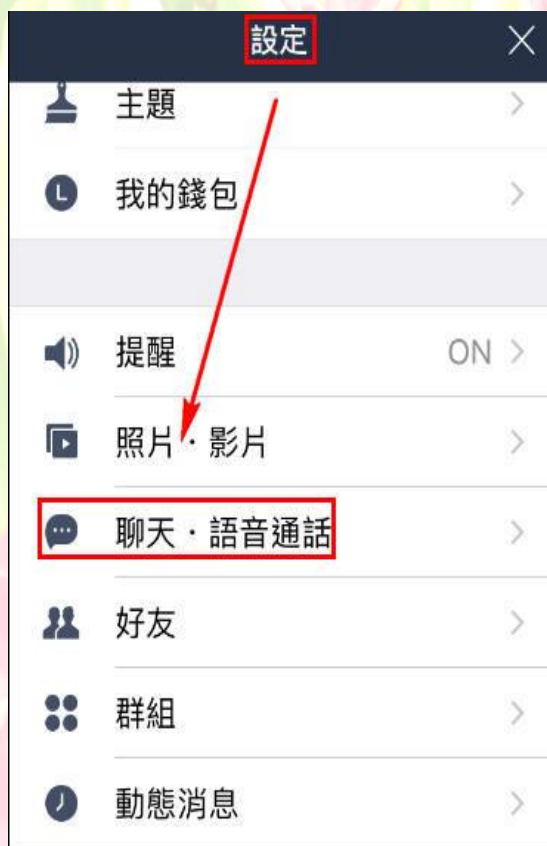 設定
主題
我的錢包
提醒 ON
照片・影片
聊天・語音通話
好友
群組
動態消息